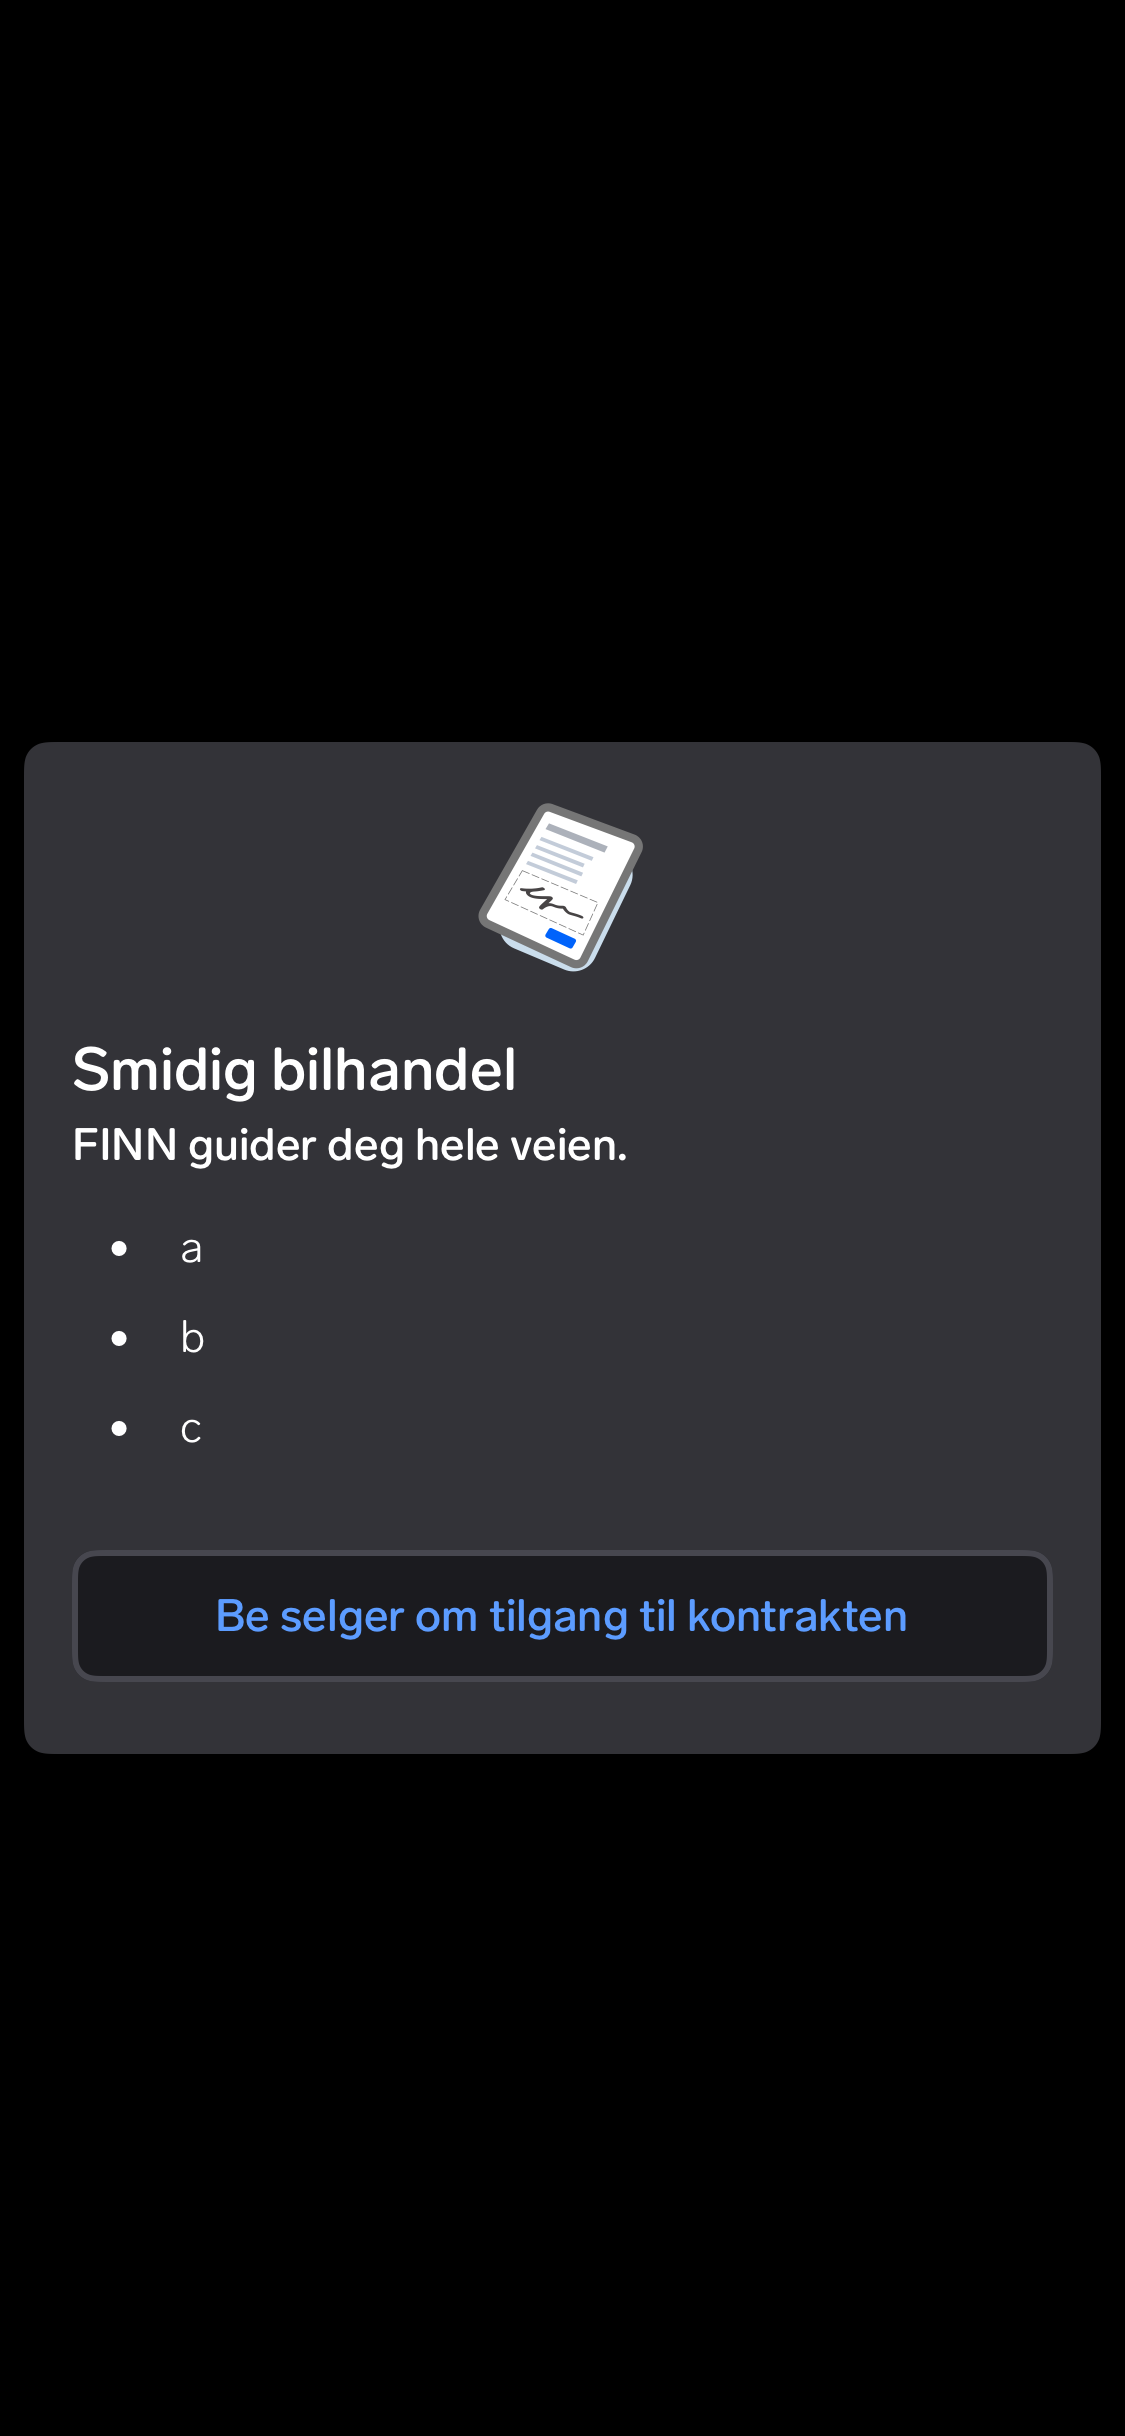 Smidig bilhandel
FINN guider deg hele veien.
• a
• b
• c
Be selger om tilgang til kontrakten